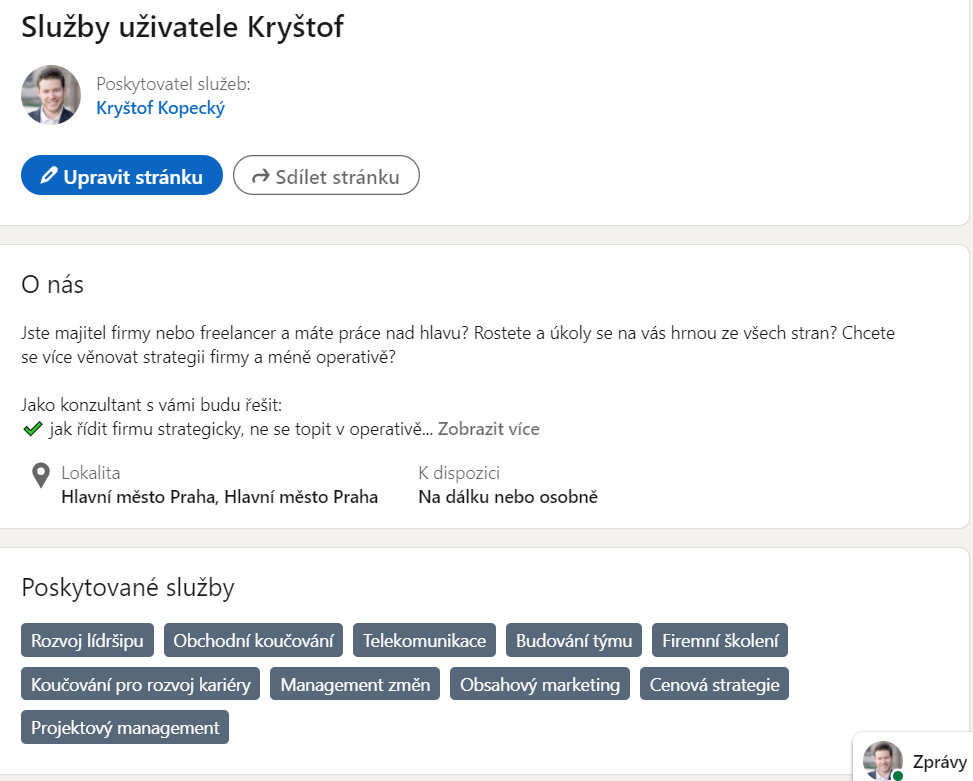 Služby uživatele Kryštof
Poskytovatel služeb:
Kryštof Kopecký
Upravit stránku
Sdílet stránku
O nás
Jste majitel firmy nebo freelancer a máte práce nad hlavu? Rostete a úkoly se na vás hrnou ze všech stran? Chcete
se více věnovat strategii firmy a méně operativě?
Jako konzultant s vámi budu řešit:
✔ jak řídit firmu strategicky, ne se topit v operativě... Zobrazit více
Lokalita
Hlavní město Praha, Hlavní město Praha
K dispozici
Na dálku nebo osobně
Poskytované služby
Rozvoj lídršipu Obchodní koučování Telekomunikace Budování týmu Firemní školení
Koučování pro rozvoj kariéry Management změn Obsahový marketing Cenová strategie
Projektový management
Zprávy